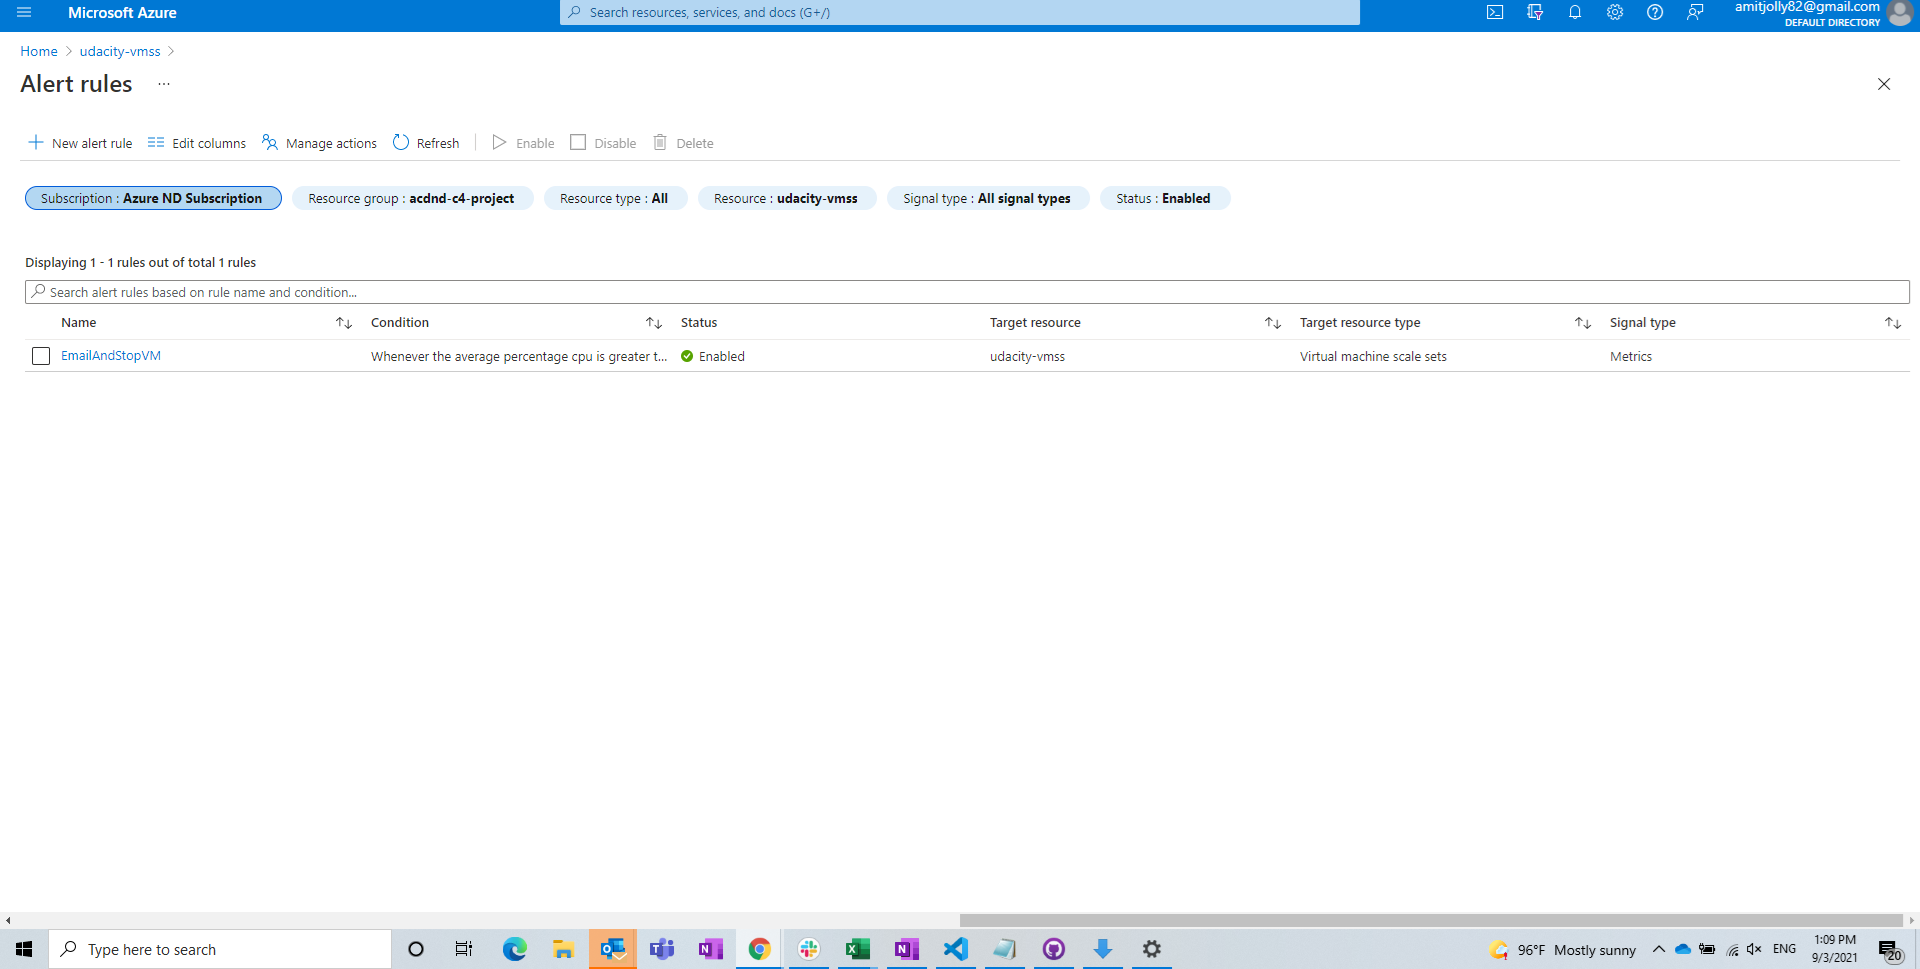 Microsoft Azure
Search resources, services, and docs (G+/)
amitjolly82@gmail.com
DEFAULT DIRECTORY
Home > udacity-vmss >
Alert rules ...
New alert rule Edit columns Manage actions Refresh Enable Disable Delete
Subscription : Azure ND Subscription Resource group : acdnd-c4-project Resource type : All Resource : udacity-vmss Signal type : All signal types Status : Enabled
Displaying 1 - 1 rules out of total 1 rules
Search alert rules based on rule name and condition...
Name Condition Status Target resource Target resource type Signal type
EmailAndStopVM Whenever the average percentage cpu is greater t... Enabled udacity-vmss Virtual machine scale sets Metrics
Type here to search 96°F Mostly sunny ENG
1:09 PM
9/3/2021
20